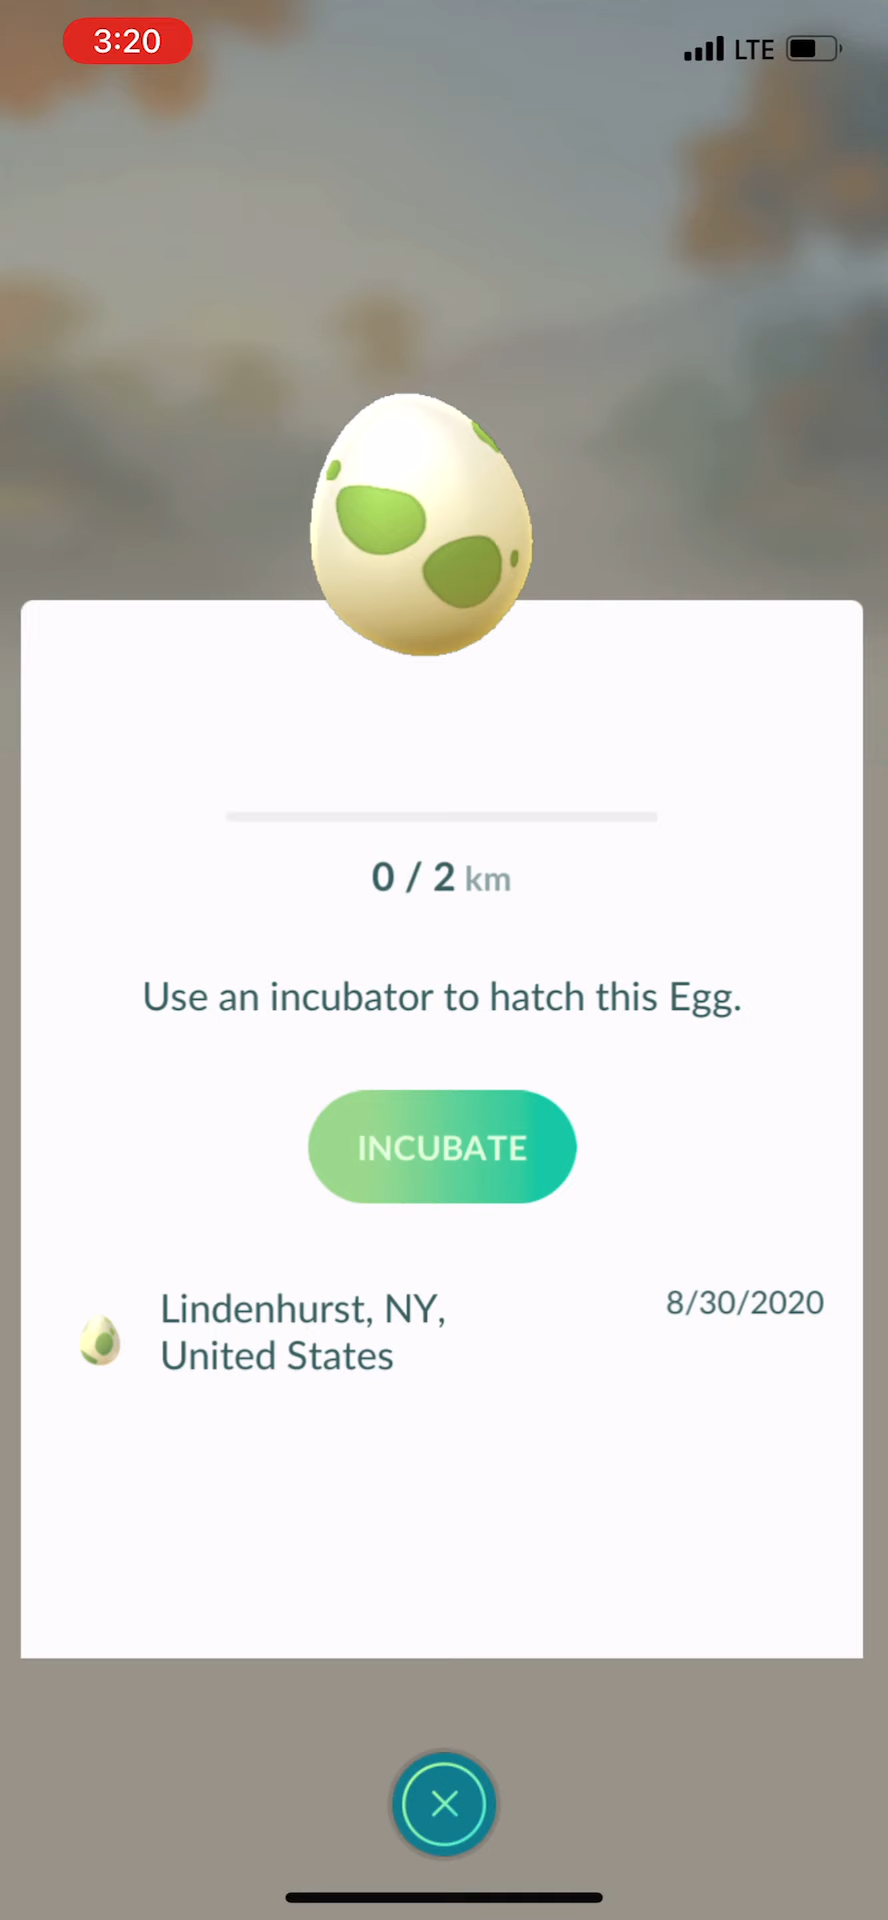 3:20 LTE
0 / 2 km
Use an incubator to hatch this Egg.
INCUBATE
Lindenhurst, NY, 8/30/2020
United States